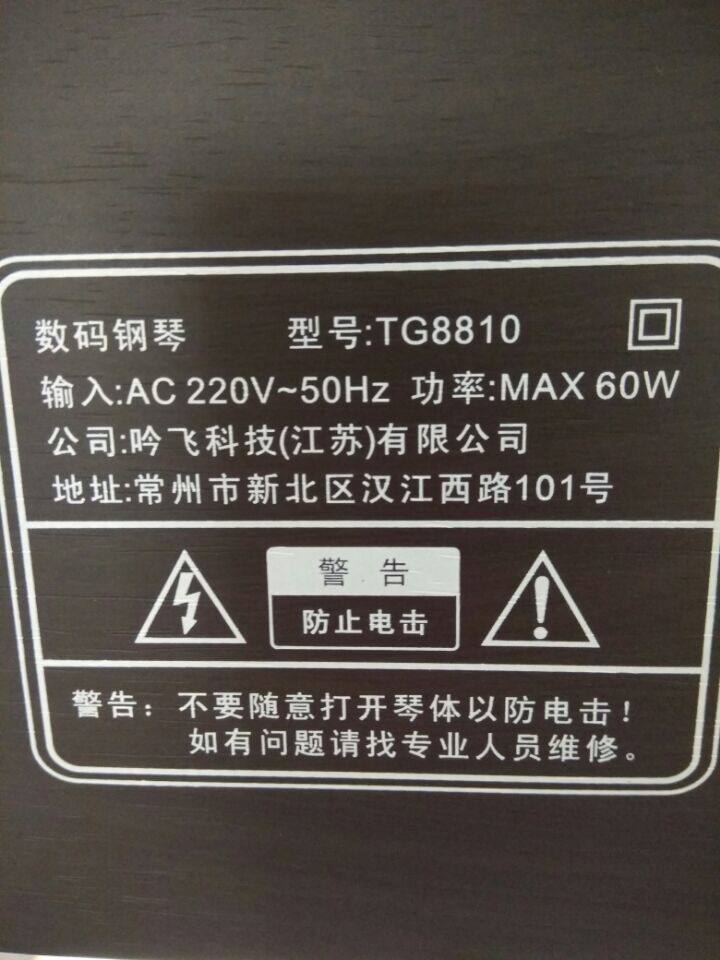 数码钢琴 型号:TG8810
输入:AC 220V~50Hz 功率:MAX 60W
公司:吟飞科技(江苏)有限公司
地址:常州市新北区汉江西路101号
警 告
防止电击
警告：不要随意打开琴体以防电击！
如有问题请找专业人员维修。